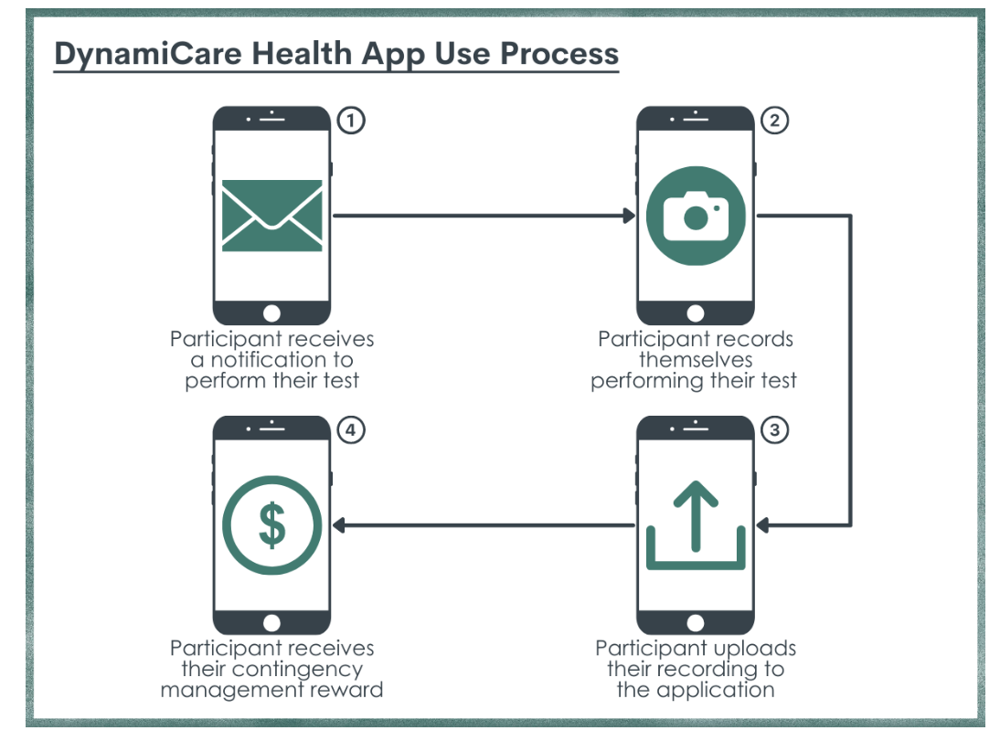 DynamiCare Health App Use Process
1
Participant receives
a notification to
perform their test
2
Participant records
themselves
performing their test
3
Participant uploads
their recording to
the application
4
$
Participant receives
their contingency
management reward